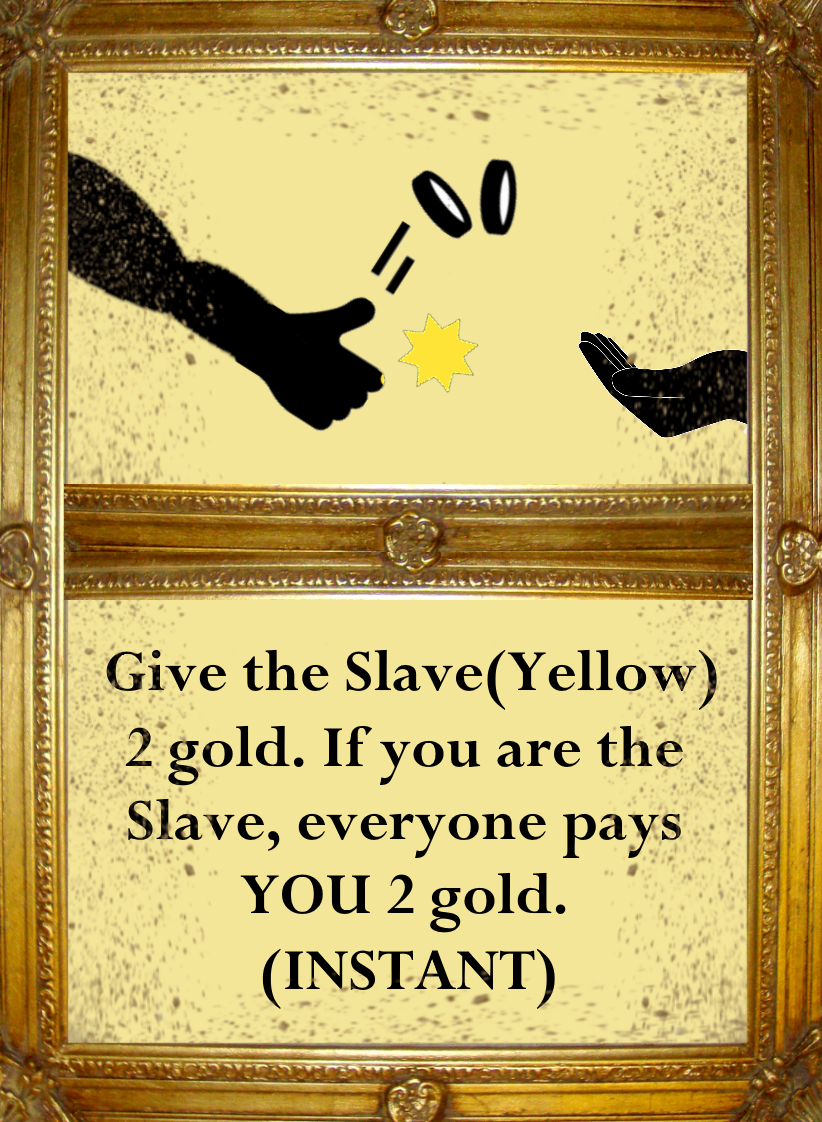 Give the Slave(Yellow)
2 gold. If you are the
Slave, everyone pays
YOU 2 gold.
(INSTANT)